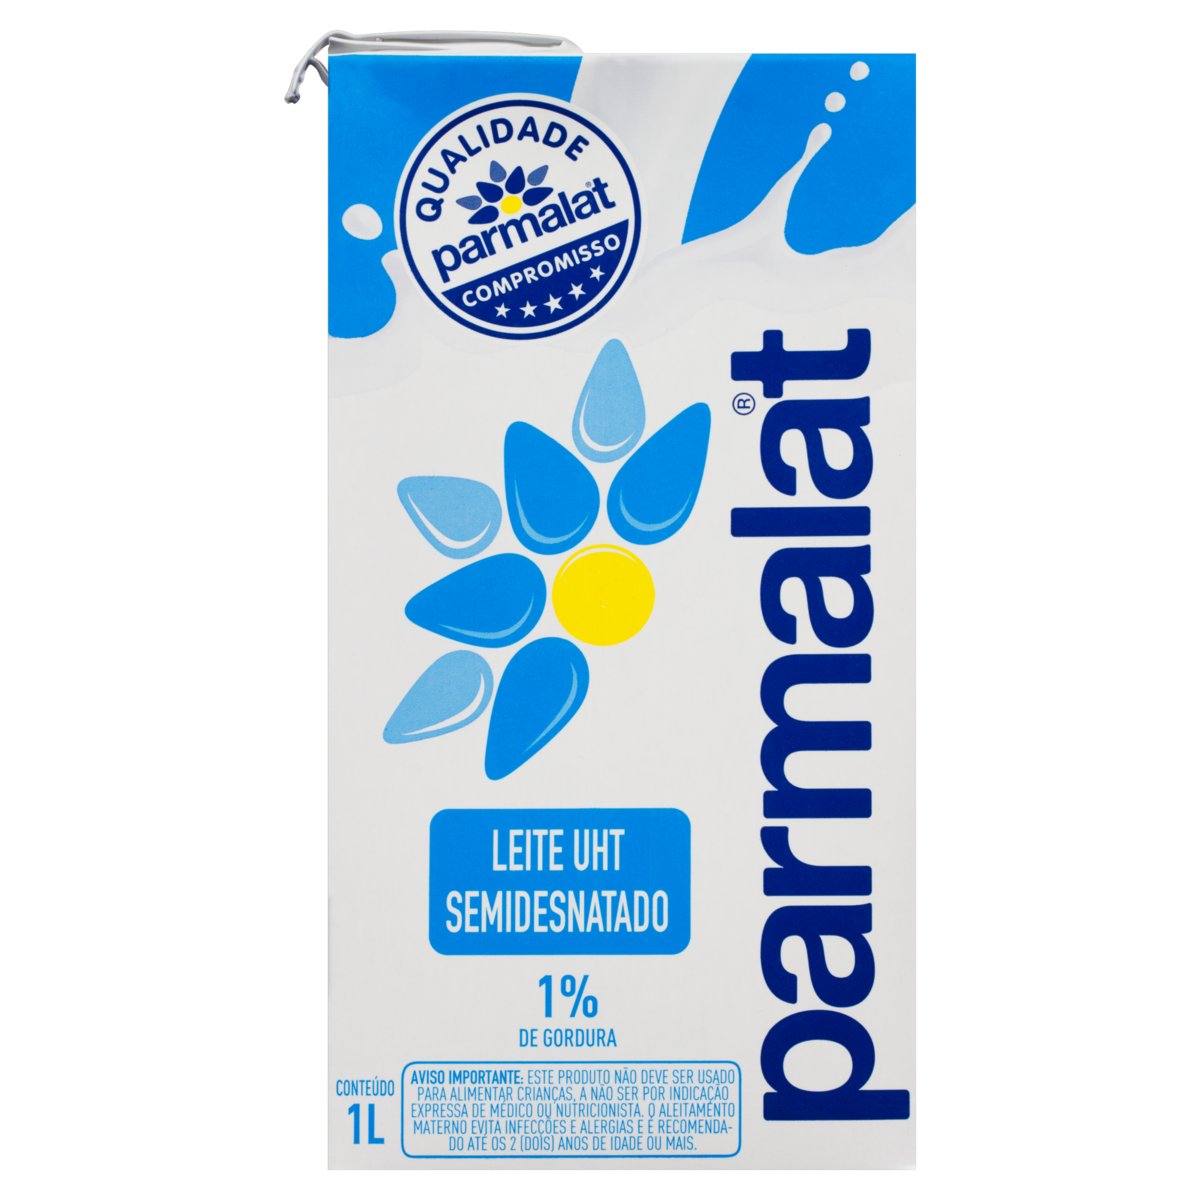 QUALIDADE
parmalat
COMPROMISSO
parmalat®
LEITE UHT
SEMIDESNATADO
1%
DE GORDURA
CONTEÚDO
1L
AVISO IMPORTANTE: ESTE PRODUTO NÃO DEVE SER USADO
PARA ALIMENTAR CRIANÇAS, A NÃO SER POR INDICAÇÃO
EXPRESSA DE MÉDICO OU NUTRICIONISTA. O ALEITAMENTO
MATERNO EVITA INFECÇÕES E ALERGIAS E É RECOMENDA-
DO ATÉ OS 2 (DOIS) ANOS DE IDADE OU MAIS.